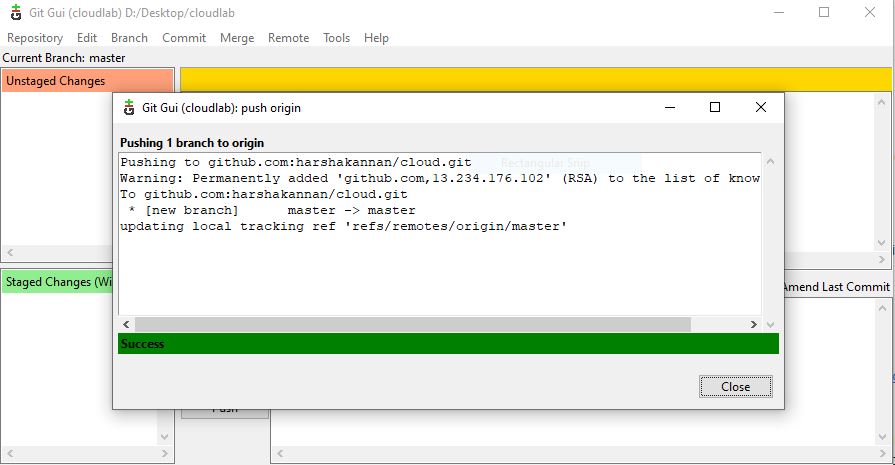 Git Gui (cloudlab) D:/Desktop/cloudlab
Repository Edit Branch Commit Merge Remote Tools Help
Current Branch: master
Unstaged Changes
Git Gui (cloudlab): push origin
Pushing 1 branch to origin
Pushing to github.com:harshakannan/cloud.git
Rectangular Snip
Warning: Permanently added 'github.com,13.234.176.102' (RSA) to the list of know
To github.com:harshakannan/cloud.git
* [new branch] master -> master
updating local tracking ref 'refs/remotes/origin/master'
Staged Changes (Wi
Amend Last Commit
Success
Close
Push